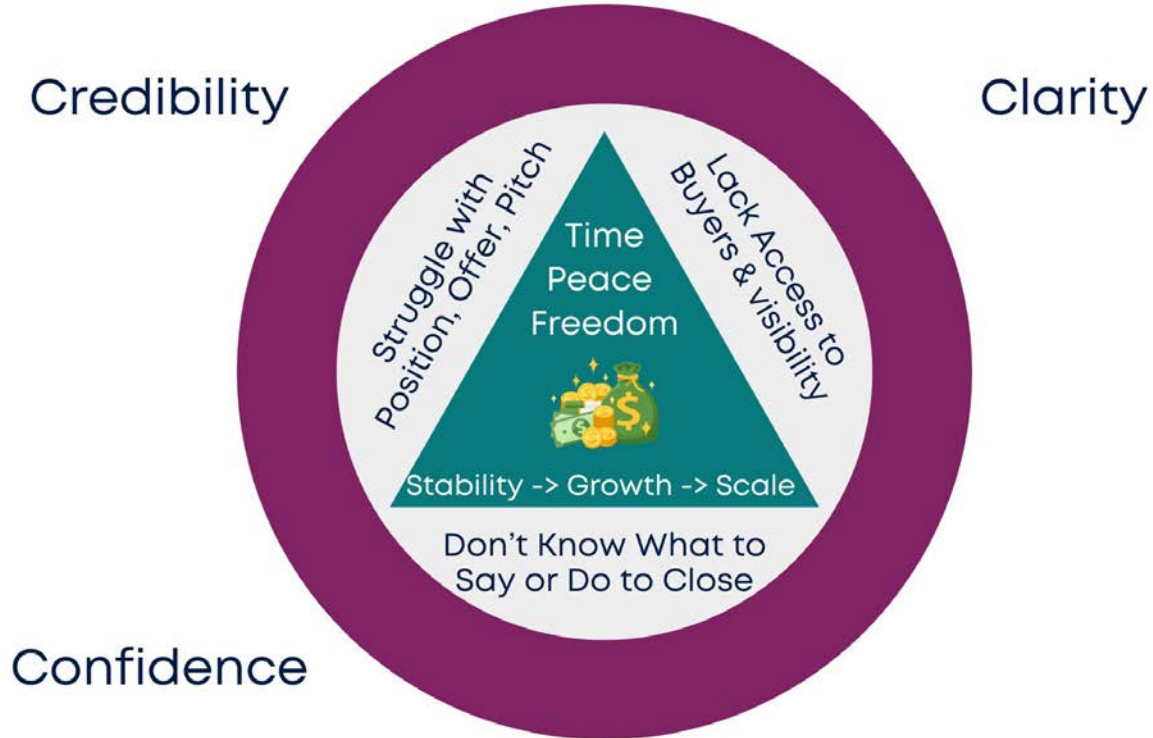 Credibility
Clarity
Struggle with
Position, Offer, Pitch
Lack Access to
Buyers & visibility
Time
Peace
Freedom
$
$
$
Stability -> Growth -> Scale
Don't Know What to
Say or Do to Close
Confidence